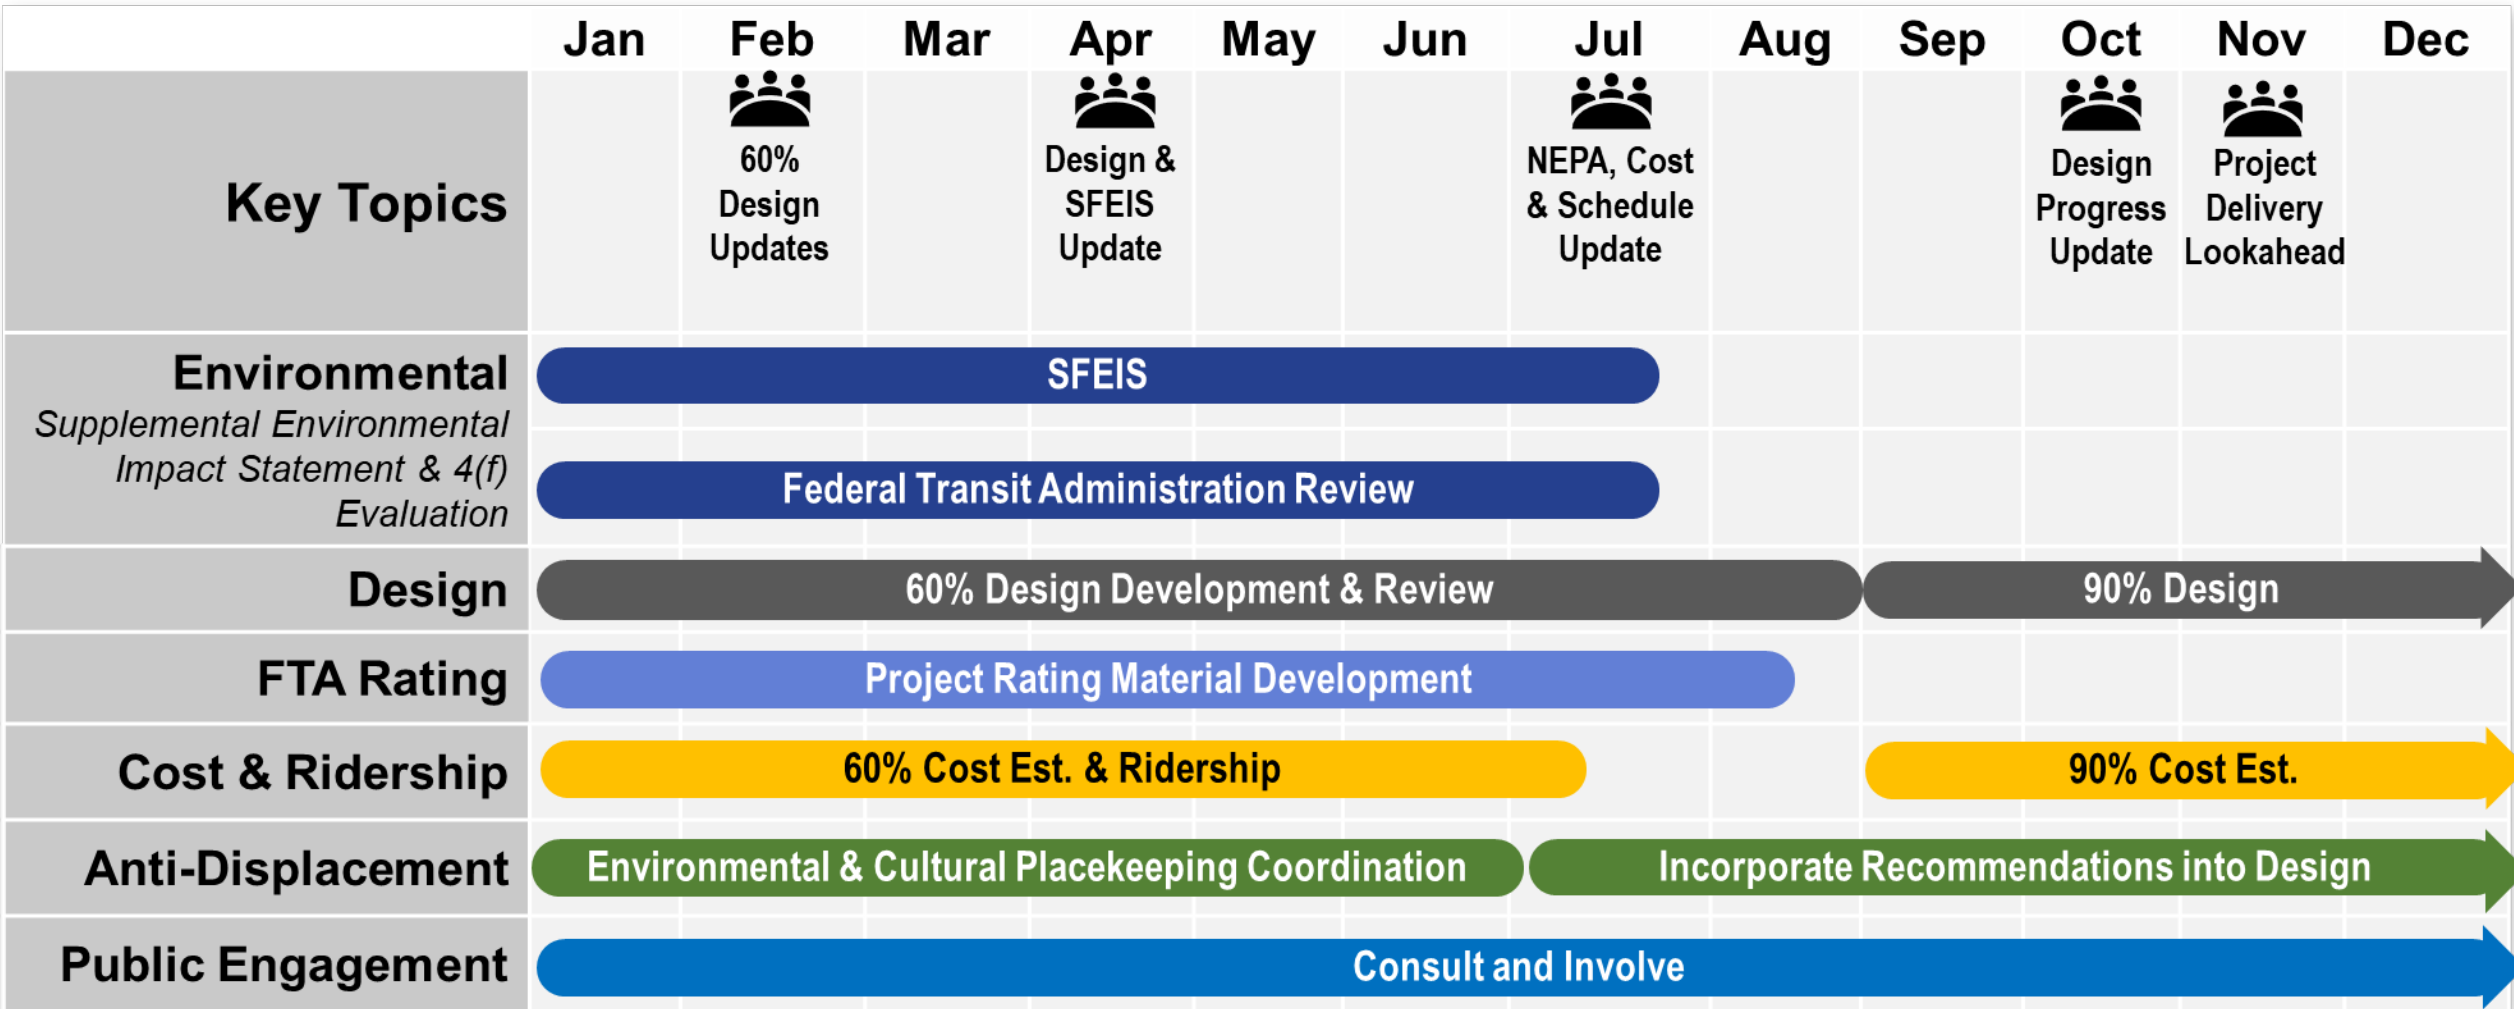 Jan Feb Mar Apr May Jun Jul Aug Sep Oct Nov Dec
Key Topics
60%
Design
Updates
Design &
SFEIS
Update
NEPA, Cost
& Schedule
Update
Design
Progress
Update
Project
Delivery
Lookahead
Environmental
Supplemental Environmental
Impact Statement & 4(f)
Evaluation
SFEIS
Federal Transit Administration Review
Design
60% Design Development & Review
90% Design
FTA Rating
Project Rating Material Development
Cost & Ridership
60% Cost Est. & Ridership
90% Cost Est.
Anti-Displacement
Environmental & Cultural Placekeeping Coordination
Incorporate Recommendations into Design
Public Engagement
Consult and Involve